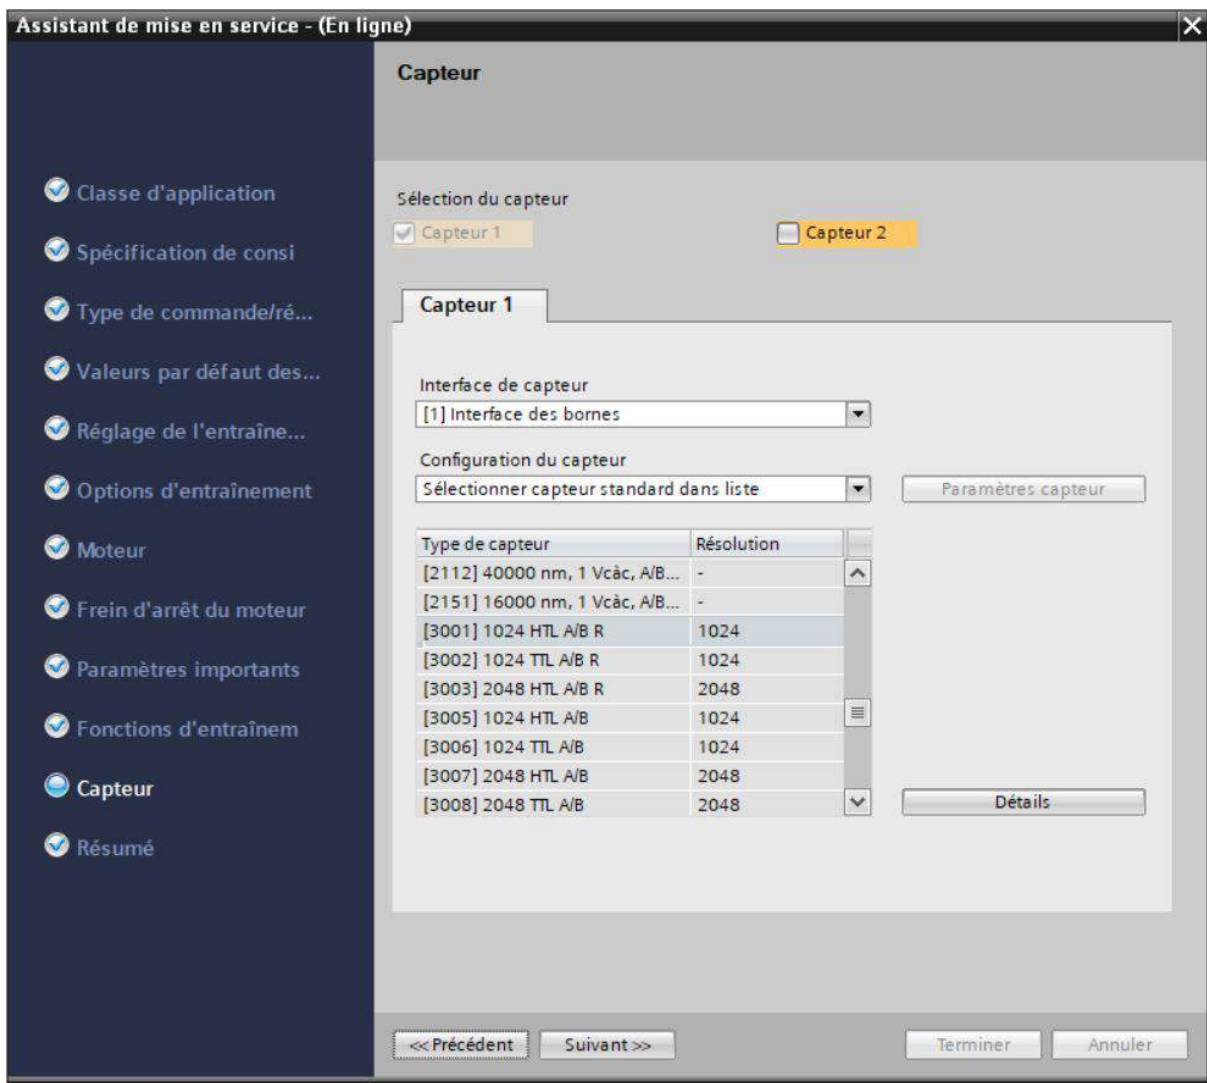 Assistant de mise en service - (En ligne)
Capteur
Classe d'application
Spécification de consi
Type de commande/ré...
Valeurs par défaut des...
Réglage de l'entraîne...
Options d'entraînement
Moteur
Frein d'arrêt du moteur
Paramètres importants
Fonctions d'entraînem
Capteur
Résumé
Sélection du capteur
Capteur 1
Capteur 2
Capteur 1
Interface de capteur
[1] Interface des bornes
Configuration du capteur
Sélectionner capteur standard dans liste
Paramètres capteur
Type de capteur Résolution
[2112] 40000 nm, 1 Vcàc, A/B... -
[2151] 16000 nm, 1 Vcàc, A/B... -
[3001] 1024 HTL A/B R 1024
[3002] 1024 TTL A/B R 1024
[3003] 2048 HTL A/B R 2048
[3005] 1024 HTL A/B 1024
[3006] 1024 TTL A/B 1024
[3007] 2048 HTL A/B 2048
[3008] 2048 TTL A/B 2048
Détails
<< Précédent Suivant >> Terminer Annuler